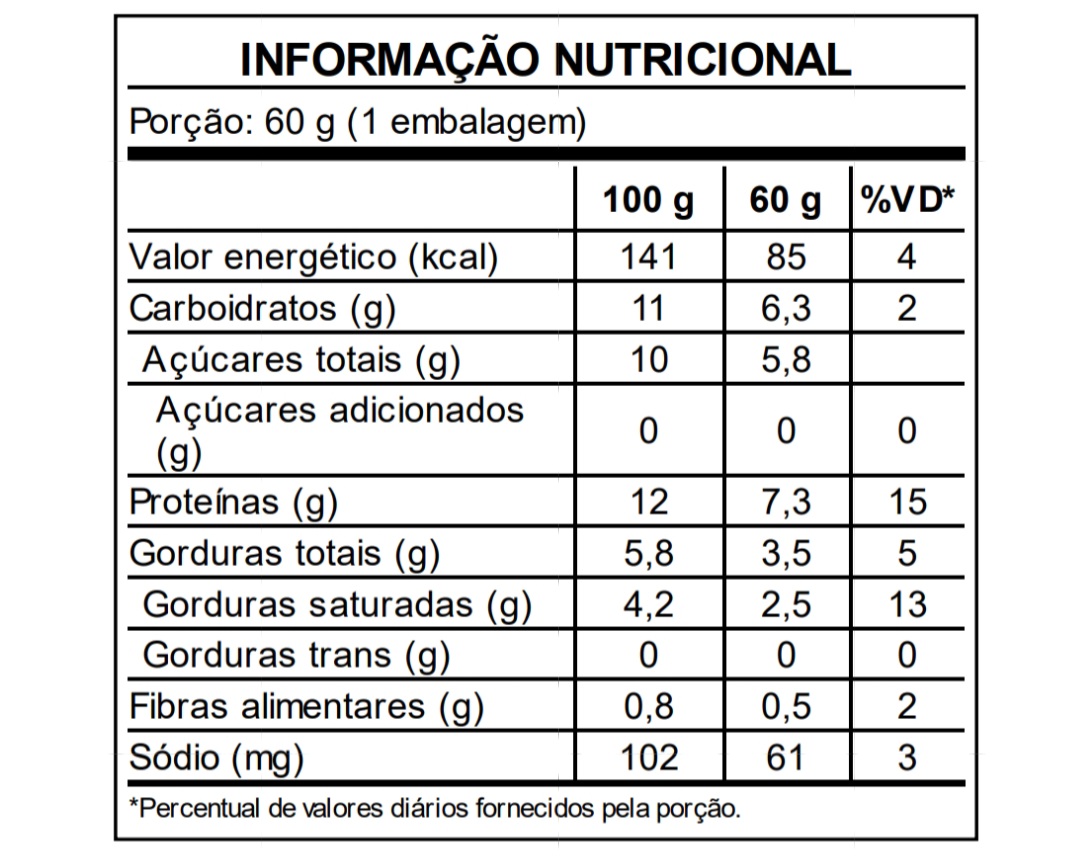 INFORMAÇÃO NUTRICIONAL
Porção: 60 g (1 embalagem)
100 g 60 g %VD*
Valor energético (kcal) 141 85 4
Carboidratos (g) 11 6,3 2
Açúcares totais (g) 10 5,8
Açúcares adicionados
(g) 0 0 0
Proteínas (g) 12 7,3 15
Gorduras totais (g) 5,8 3,5 5
Gorduras saturadas (g) 4,2 2,5 13
Gorduras trans (g) 0 0 0
Fibras alimentares (g) 0,8 0,5 2
Sódio (mg) 102 61 3
*Percentual de valores diários fornecidos pela porção.